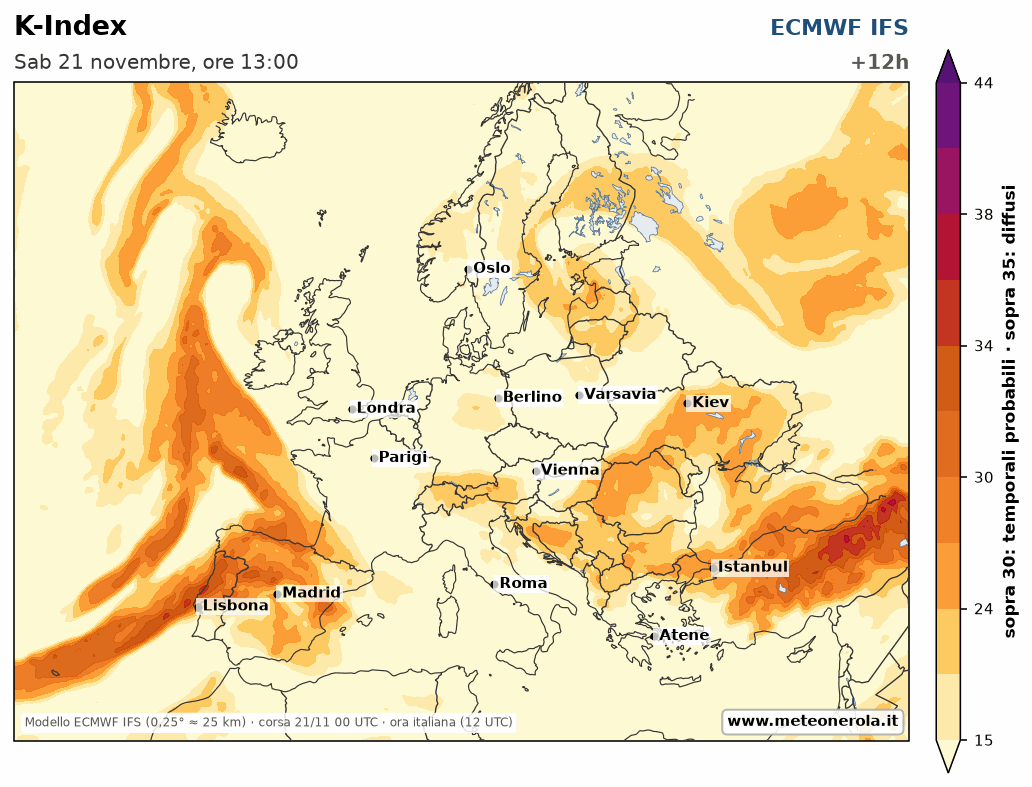 K-Index
ECMWF IFS
Sab 21 novembre, ore 13:00
+12h
44
38
34
30
24
15
sopra 30: temporali probabili · sopra 35: diffusi
Oslo
Berlino
Varsavia
Londra
Kiev
Parigi
Vienna
Istanbul
Roma
Madrid
Lisbona
Atene
Modello ECMWF IFS (0,25° ≈ 25 km) · corsa 21/11 00 UTC · ora italiana (12 UTC)
www.meteonerola.it